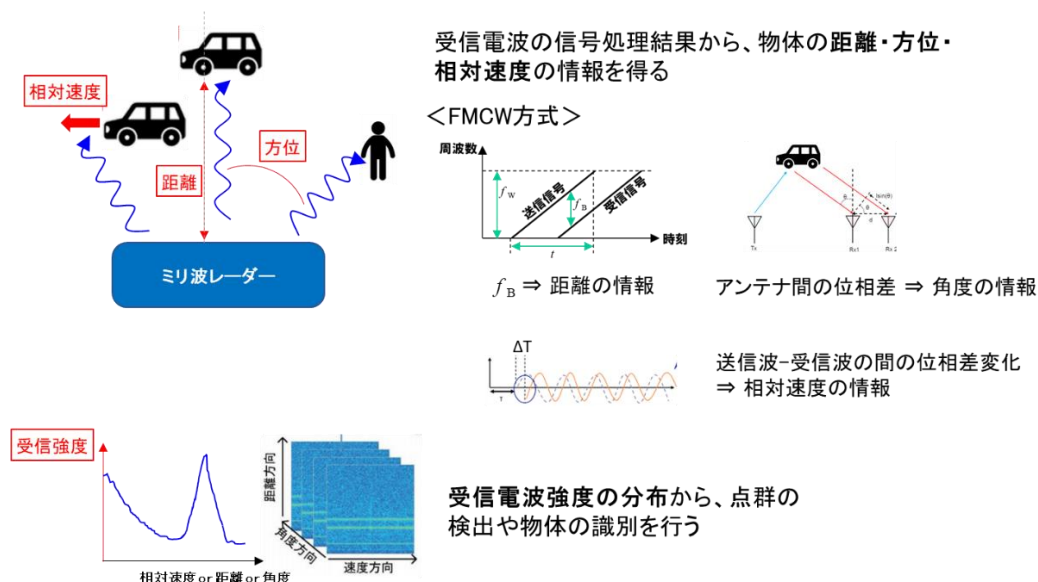 受信電波の信号処理結果から、物体の距離・方位・
相対速度の情報を得る
相対速度
方位
距離
ミリ波レーダー
＜FMCW方式＞
周波数
fW
送信信号
fB
受信信号
時刻
t
fB ⇒ 距離の情報
θ
θ
d
Tx
Rx1
Rx 2
アンテナ間の位相差 ⇒ 角度の情報
ΔT
送信波−受信波の間の位相差変化
⇒ 相対速度の情報
受信強度
相対速度 or 距離 or 角度
距離方向
角度方向
速度方向
受信電波強度の分布から、点群の
検出や物体の識別を行う